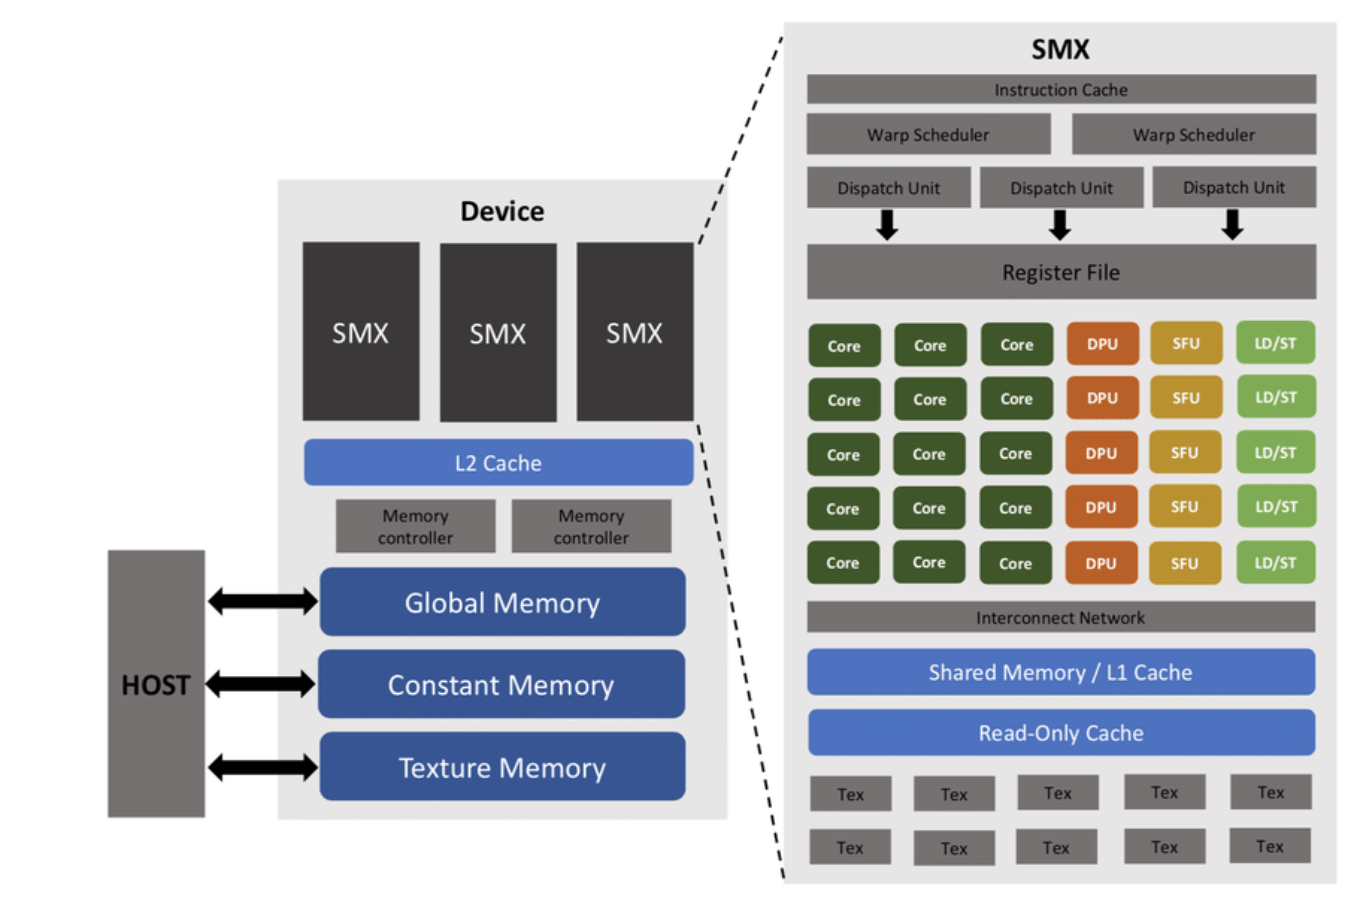 SMX
Instruction Cache
Warp Scheduler
Warp Scheduler
Dispatch Unit
Dispatch Unit
Dispatch Unit
Register File
Core Core Core DPU SFU LD/ST
Core Core Core DPU SFU LD/ST
Core Core Core DPU SFU LD/ST
Core Core Core DPU SFU LD/ST
Core Core Core DPU SFU LD/ST
Interconnect Network
Shared Memory / L1 Cache
Read-Only Cache
Tex Tex Tex Tex Tex
Tex Tex Tex Tex Tex
Device
SMX SMX SMX
L2 Cache
Memory
controller
Memory
controller
Global Memory
Constant Memory
Texture Memory
HOST